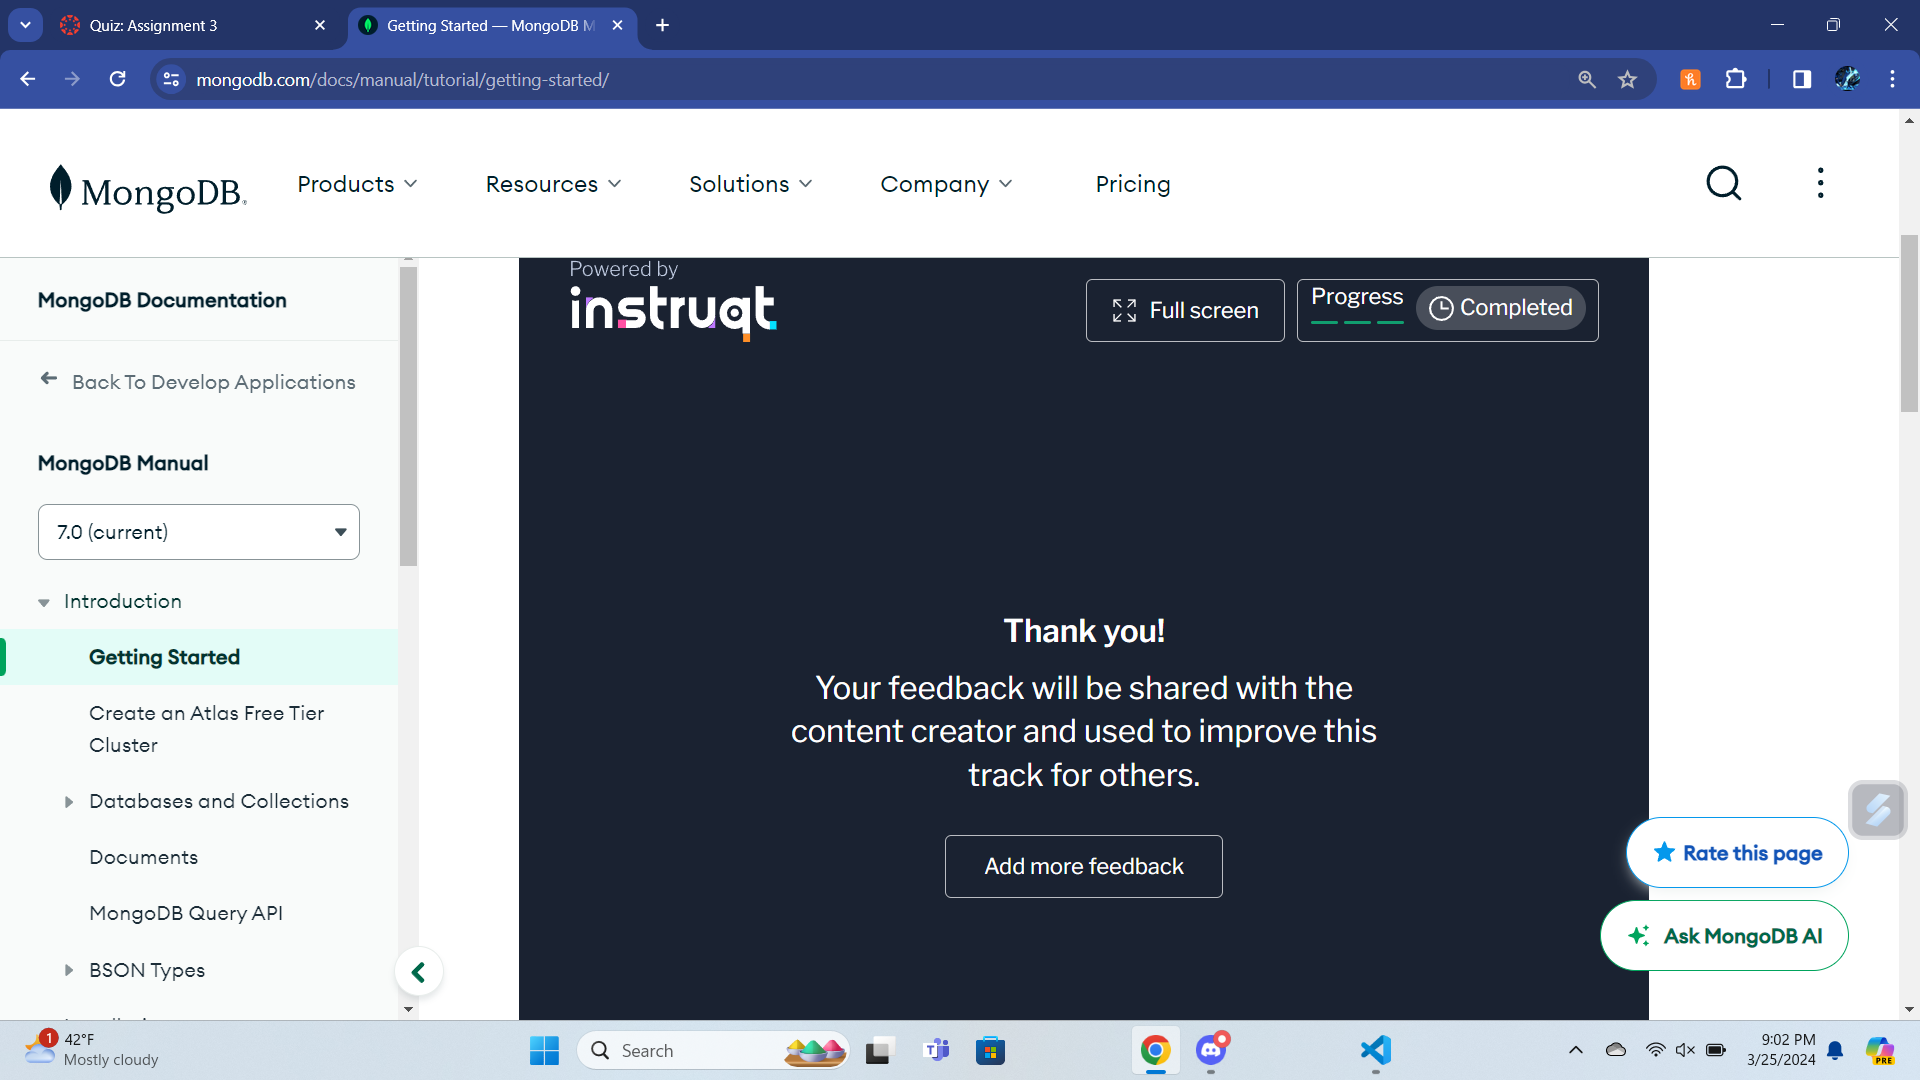 Quiz: Assignment 3
Getting Started — MongoDB M
mongodb.com/docs/manual/tutorial/getting-started/
MongoDB.
Products
Resources
Solutions
Company
Pricing
MongoDB Documentation
Back To Develop Applications
MongoDB Manual
7.0 (current)
Introduction
Getting Started
Create an Atlas Free Tier
Cluster
Databases and Collections
Documents
MongoDB Query API
BSON Types
Powered by
instruqt
Full screen
Progress
Completed
Thank you!
Your feedback will be shared with the
content creator and used to improve this
track for others.
Add more feedback
Rate this page
Ask MongoDB AI
1
42°F
Mostly cloudy
Search
9:02 PM
3/25/2024
PRE